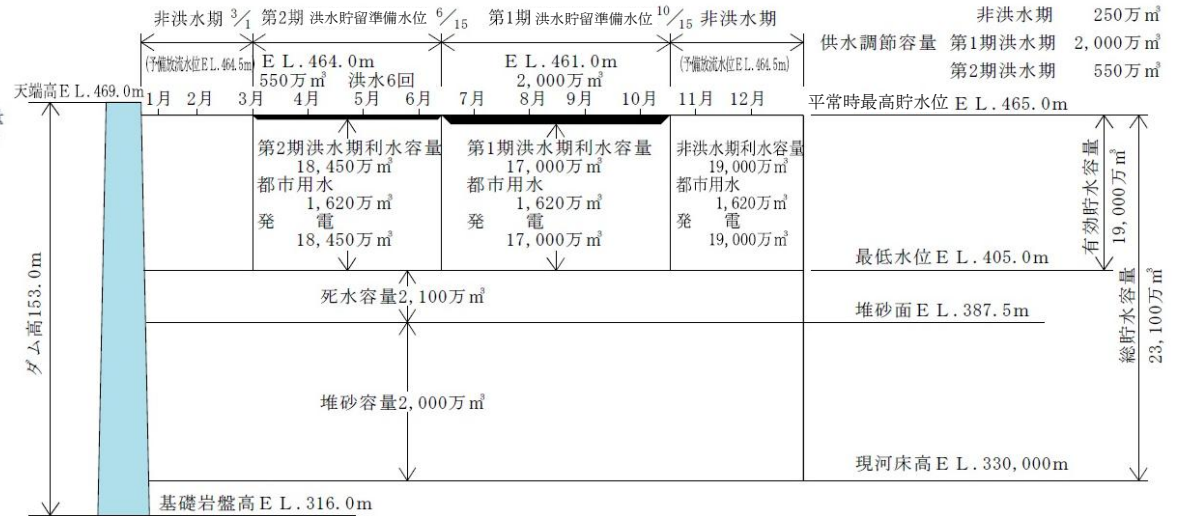 非洪水期 3/1 第2期 洪水貯留準備水位 6/15 第1期 洪水貯留準備水位 10/15 非洪水期
(予備放流水位EL.464.5m)
EL.464.0m
550万㎥ 洪水6回
EL.461.0m
2,000万㎥
(予備放流水位EL.464.5m)
非洪水期 250万㎥
供水調節容量 第1期洪水期 2,000万㎥
第2期洪水期 550万㎥
天端高EL.469.0m
1月 2月 3月 4月 5月 6月 7月 8月 9月 10月 11月 12月
平常時最高貯水位 EL.465.0m
第2期洪水期利水容量
18,450万㎥
都市用水
1,620万㎥
発 電
18,450万㎥
第1期洪水期利水容量
17,000万㎥
都市用水
1,620万㎥
発 電
17,000万㎥
非洪水期利水容量
19,000万㎥
都市用水
1,620万㎥
発 電
19,000万㎥
有効貯水容量
19,000万㎥
最低水位EL.405.0m
死水容量2,100万㎥
堆砂面EL.387.5m
総貯水容量
23,100万㎥
ダム高153.0m
堆砂容量2,000万㎥
現河床高EL.330,000m
基礎岩盤高EL.316.0m